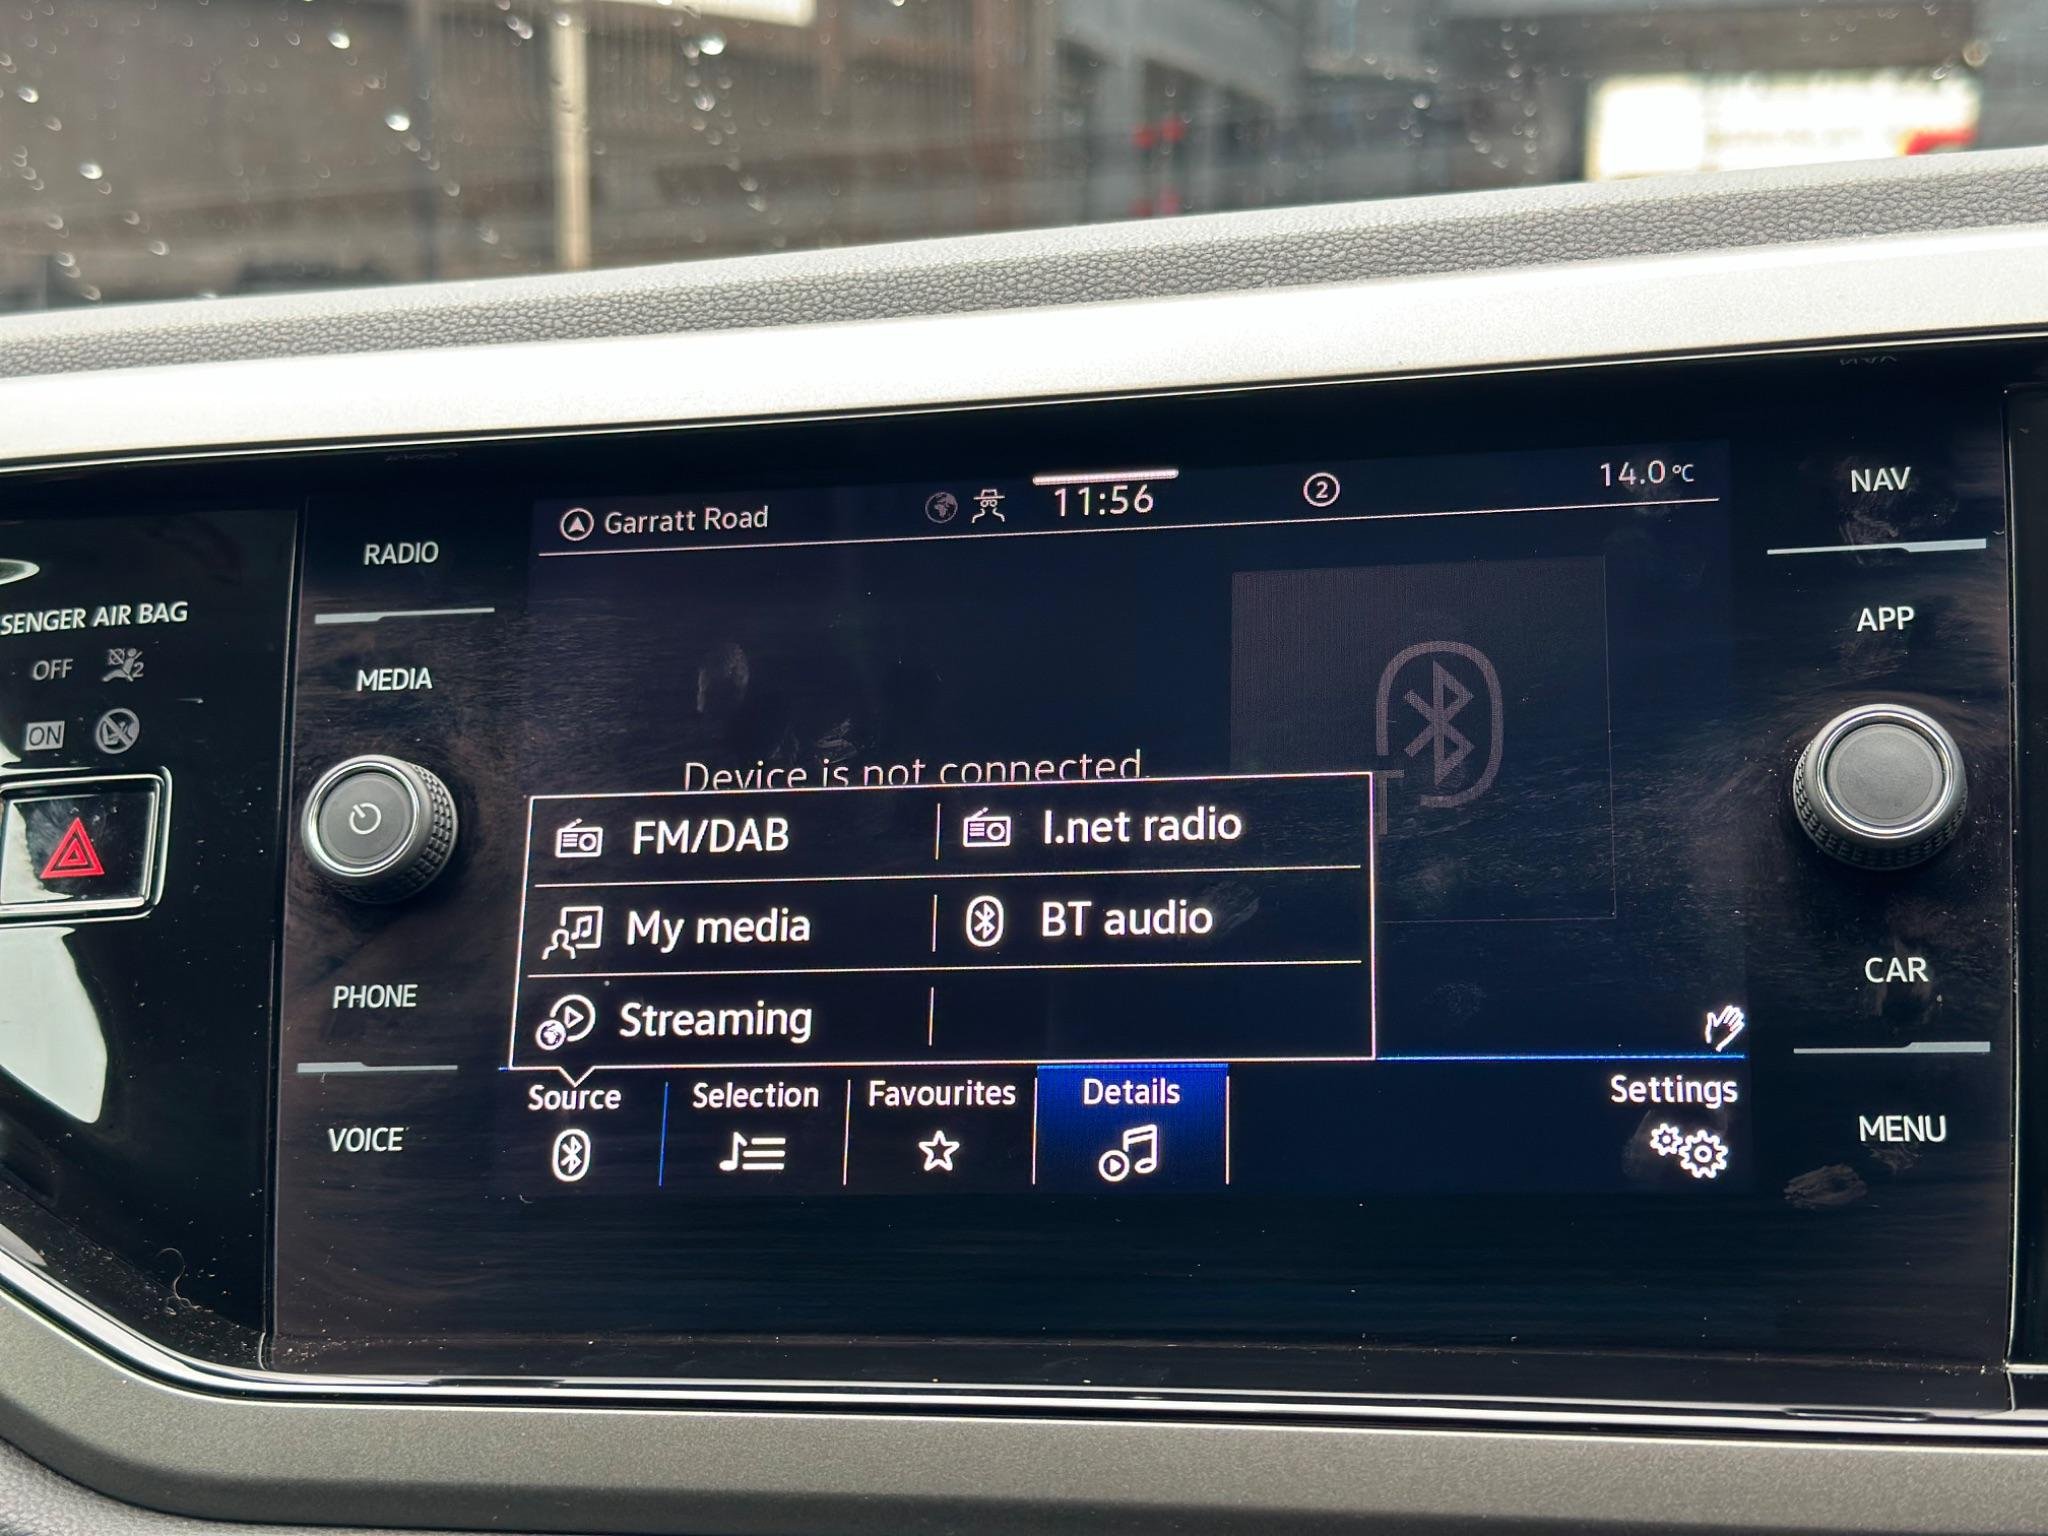 Garratt Road
11:56
2
14.0 °C
NAV
RADIO
APP
SENGER AIR BAG
OFF
2
MEDIA
ON
Device is not connected.
FM/DAB
I.net radio
My media
BT audio
Streaming
PHONE
CAR
Source
Selection
Favourites
Details
Settings
VOICE
MENU